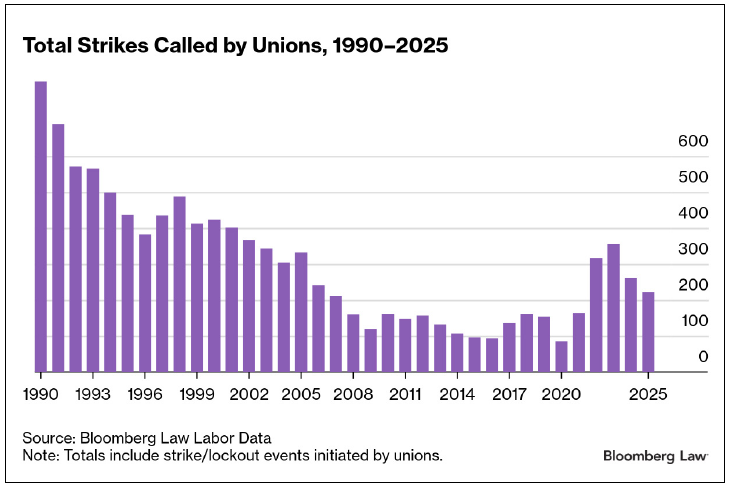 Total Strikes Called by Unions, 1990–2025
600
500
400
300
200
100
0
1990 1993 1996 1999 2002 2005 2008 2011 2014 2017 2020 2025
Source: Bloomberg Law Labor Data
Note: Totals include strike/lockout events initiated by unions.
Bloomberg Law